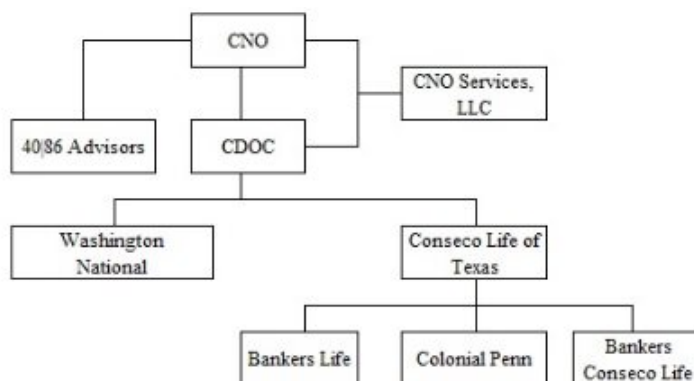 CNO
CNO Services,
LLC
40|86 Advisors
CDOC
Washington
National
Conseco Life of
Texas
Bankers Life
Colonial Penn
Bankers
Conseco Life